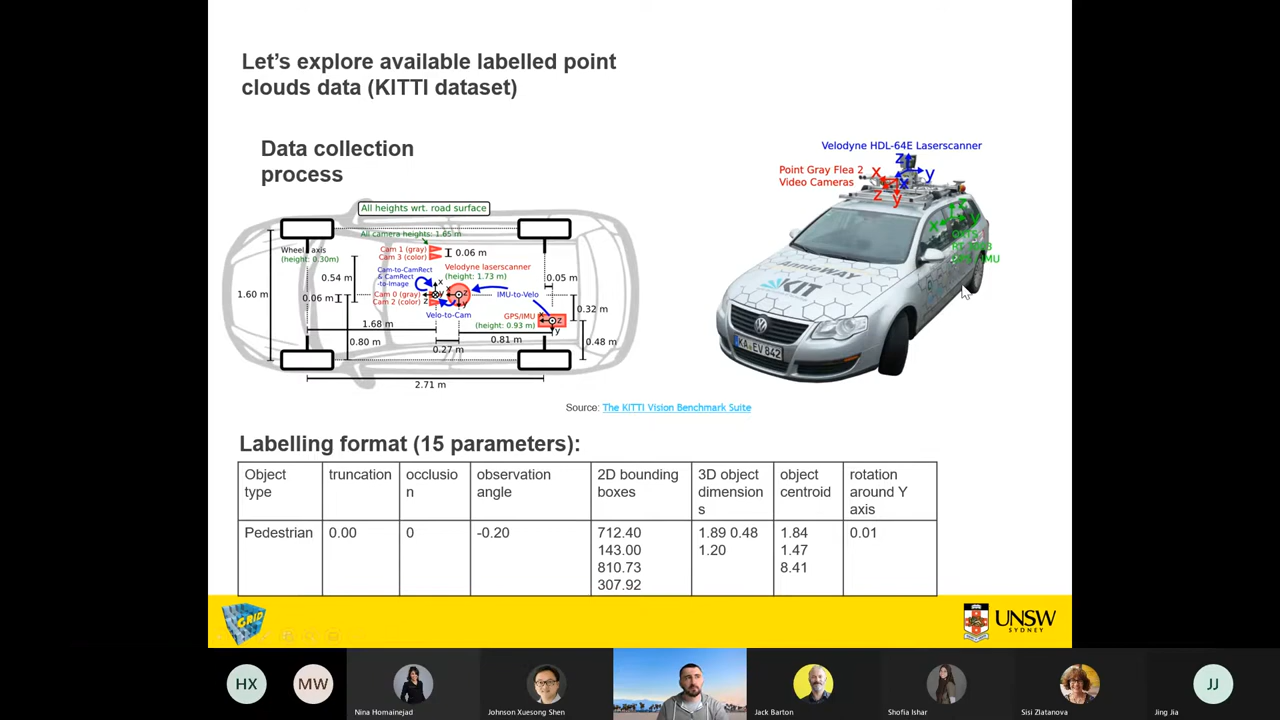 Let's explore available labelled point
clouds data (KITTI dataset)
Data collection
process
All heights wrt. road surface
All camera heights: 1.65 m
Wheel axis
(height: 0.30m)
Cam 1 (gray)
Cam 3 (color)
0.06 m
Velodyne laserscanner
(height: 1.73 m)
Cam-to-CamRect
& CamRect
-to-Image
0.54 m
0.05 m
1.60 m
0.06 m
Cam 0 (gray)
Cam 2 (color)
x
y
z
x
z
y
IMU-to-Velo
Velo-to-Cam
0.32 m
GPS/IMU
(height: 0.93 m)
x
z
y
1.68 m
0.80 m
0.27 m
0.81 m
0.48 m
2.71 m
Velodyne HDL-64E Laserscanner
Point Gray Flea 2
Video Cameras
z
y
x
x
z
y
x
AnnieWAY
KIT
KA EV 842
Source: The KITTI Vision Benchmark Suite
Labelling format (15 parameters):
Object
type
truncation
occlusio
n
observation
angle
2D bounding
boxes
3D object
dimension
s
object
centroid
rotation
around Y
axis
Pedestrian
0.00
0
-0.20
712.40
143.00
810.73
307.92
1.89 0.48
1.20
1.84
1.47
8.41
0.01
GRID
UNSW
SYDNEY
HX
MW
JJ
Nina Homainejad
Johnson Xuesong Shen
Jack Barton
Shofia Ishar
Sisi Zlatanova
Jing Jia